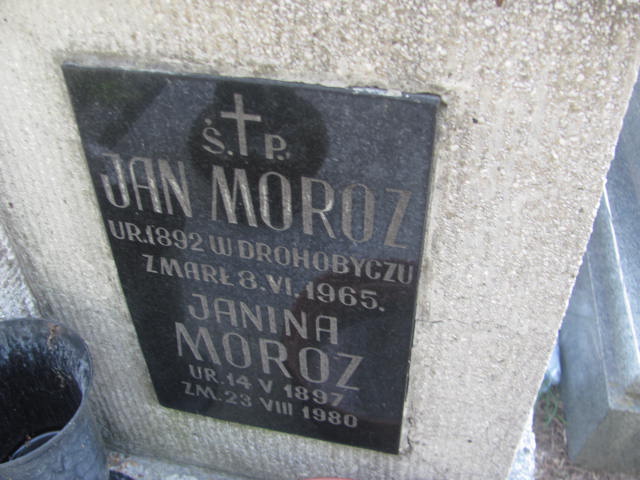 Ś. P.
JAN MOROZ
UR. 1892 W DROHOBYCZU
ZMARŁ 8. VI. 1965.
JANINA
MOROZ
UR. 14 V 1897
ZM. 23 VIII 1980